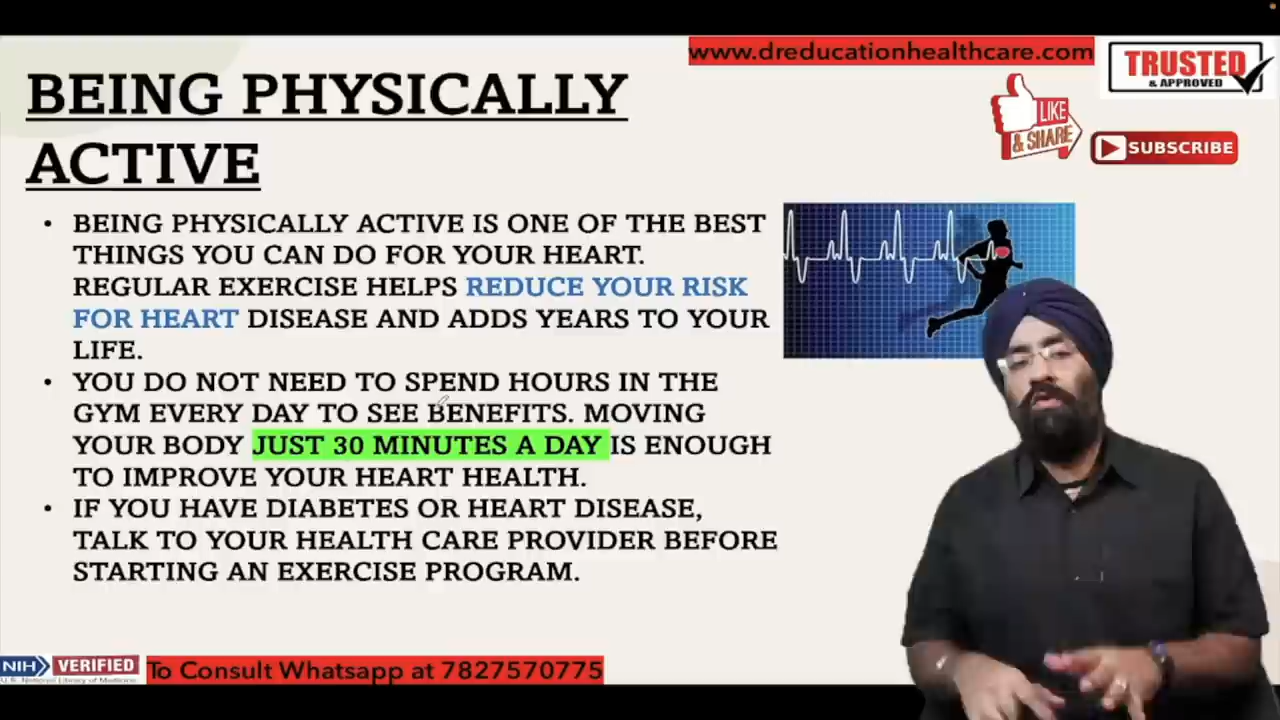 www.dreducationhealthcare.com
TRUSTED
& APPROVED
BEING PHYSICALLY
ACTIVE
LIKE
& SHARE
SUBSCRIBE
• BEING PHYSICALLY ACTIVE IS ONE OF THE BEST
THINGS YOU CAN DO FOR YOUR HEART.
REGULAR EXERCISE HELPS REDUCE YOUR RISK
FOR HEART DISEASE AND ADDS YEARS TO YOUR
LIFE.
• YOU DO NOT NEED TO SPEND HOURS IN THE
GYM EVERY DAY TO SEE BENEFITS. MOVING
YOUR BODY JUST 30 MINUTES A DAY IS ENOUGH
TO IMPROVE YOUR HEART HEALTH.
• IF YOU HAVE DIABETES OR HEART DISEASE,
TALK TO YOUR HEALTH CARE PROVIDER BEFORE
STARTING AN EXERCISE PROGRAM.
NIH VERIFIED
U.S. National Library of Medicine
To Consult Whatsapp at 7827570775